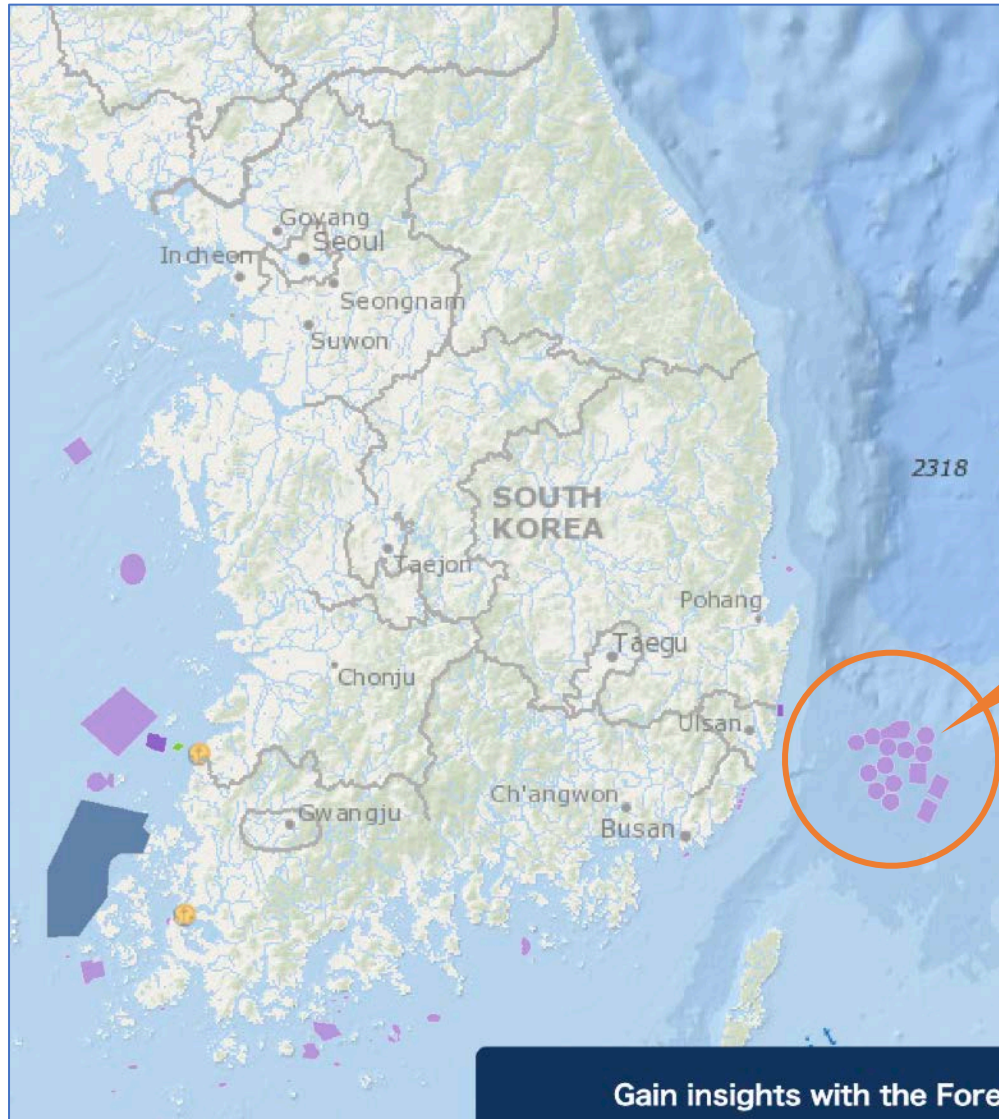 Goyang
Seoul
Incheon
Seongnam
Suwon
2318
SOUTH
KOREA
Taejon
Pohang
Taegu
Chonju
Ulsan
Ch'angwon
Gwangju
Busan
Gain insights with the Fore